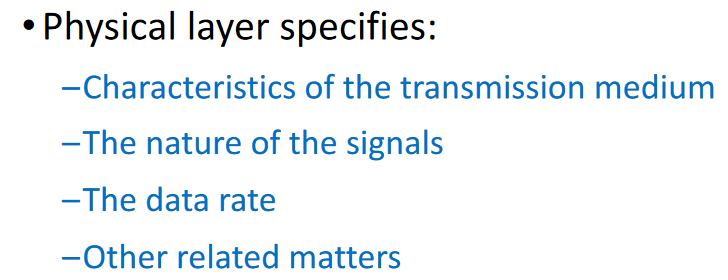 • Physical layer specifies:
–Characteristics of the transmission medium
–The nature of the signals
–The data rate
–Other related matters